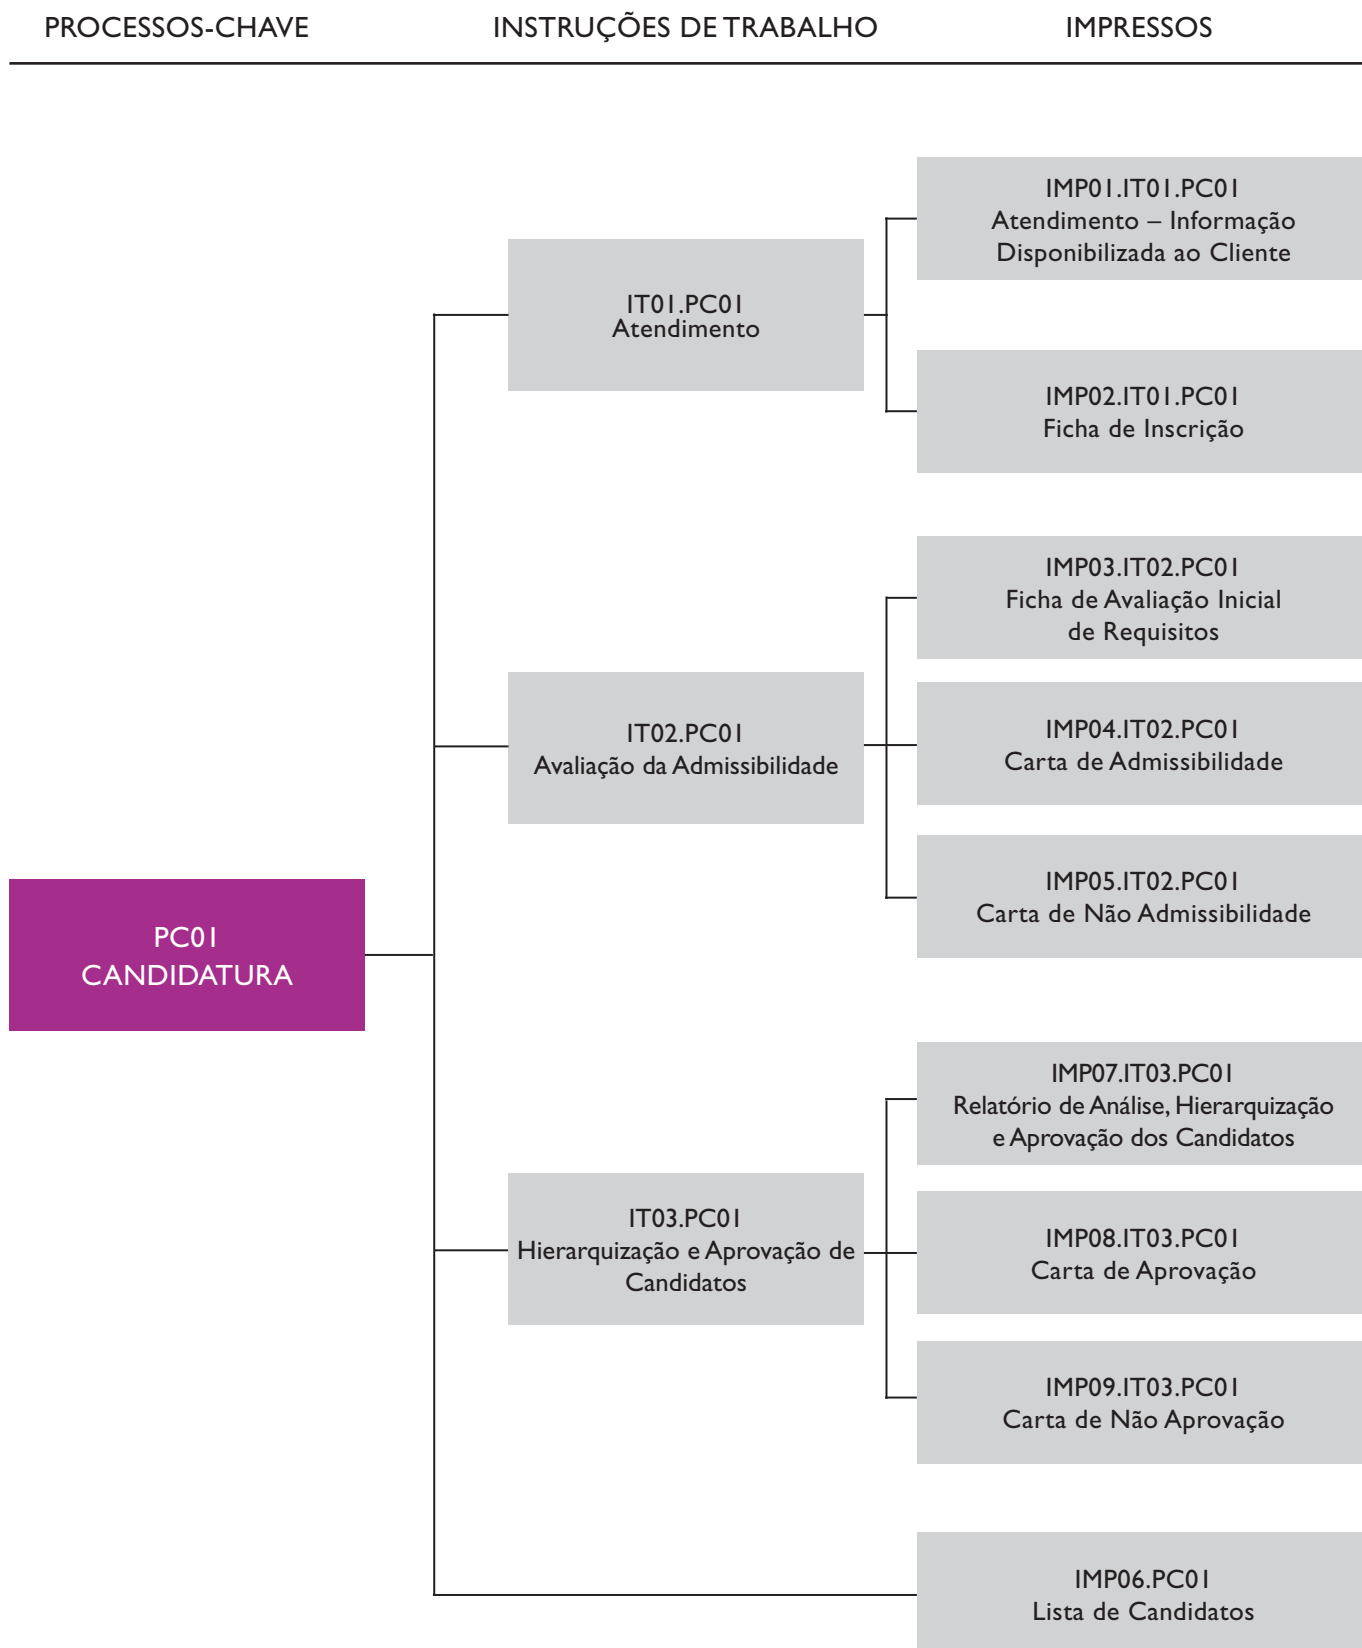 PROCESSOS-CHAVE
INSTRUÇÕES DE TRABALHO
IMPRESSOS
IMP01.IT01.PC01
Atendimento – Informação
Disponibilizada ao Cliente
IT01.PC01
Atendimento
IMP02.IT01.PC01
Ficha de Inscrição
IMP03.IT02.PC01
Ficha de Avaliação Inicial
de Requisitos
IT02.PC01
Avaliação da Admissibilidade
IMP04.IT02.PC01
Carta de Admissibilidade
IMP05.IT02.PC01
Carta de Não Admissibilidade
PC01
CANDIDATURA
IMP07.IT03.PC01
Relatório de Análise, Hierarquização
e Aprovação dos Candidatos
IT03.PC01
Hierarquização e Aprovação de
Candidatos
IMP08.IT03.PC01
Carta de Aprovação
IMP09.IT03.PC01
Carta de Não Aprovação
IMP06.PC01
Lista de Candidatos